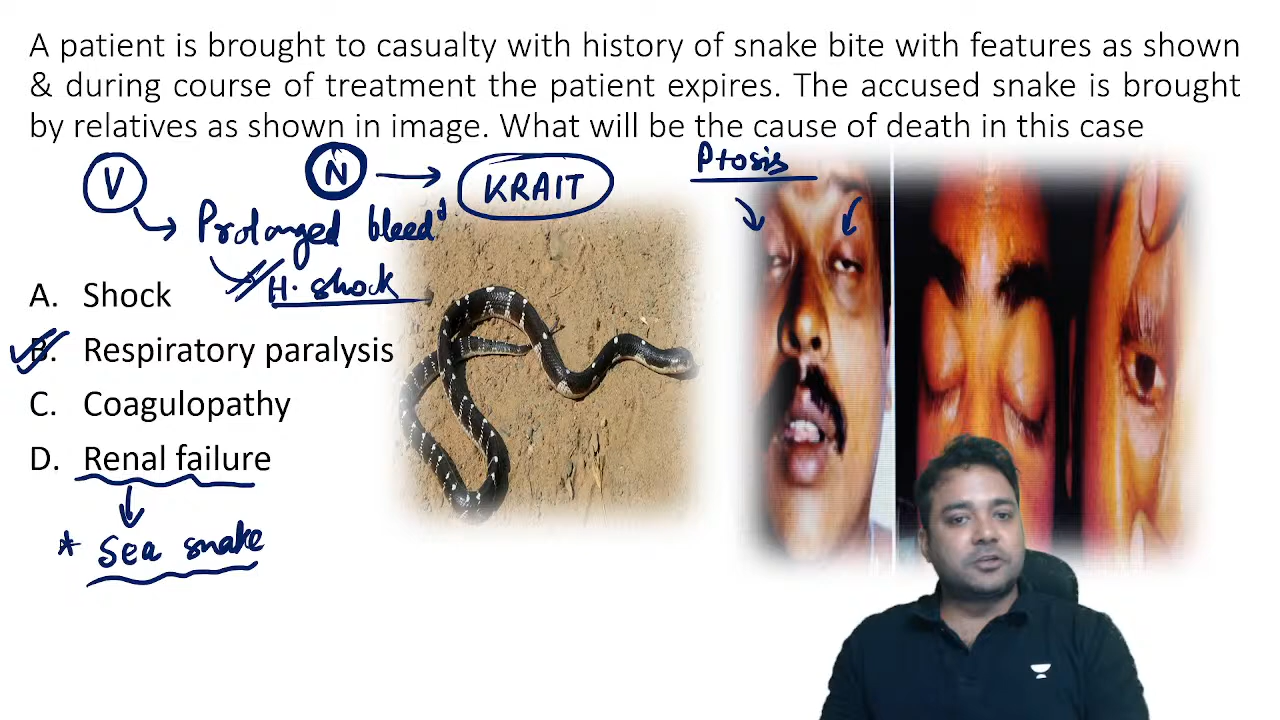 A patient is brought to casualty with history of snake bite with features as shown
& during course of treatment the patient expires. The accused snake is brought
by relatives as shown in image. What will be the cause of death in this case
Ptosis
V
N
KRAIT
Prolonged bleedg
H. shock
A. Shock
B. Respiratory paralysis
C. Coagulopathy
D. Renal failure
* Sea snake